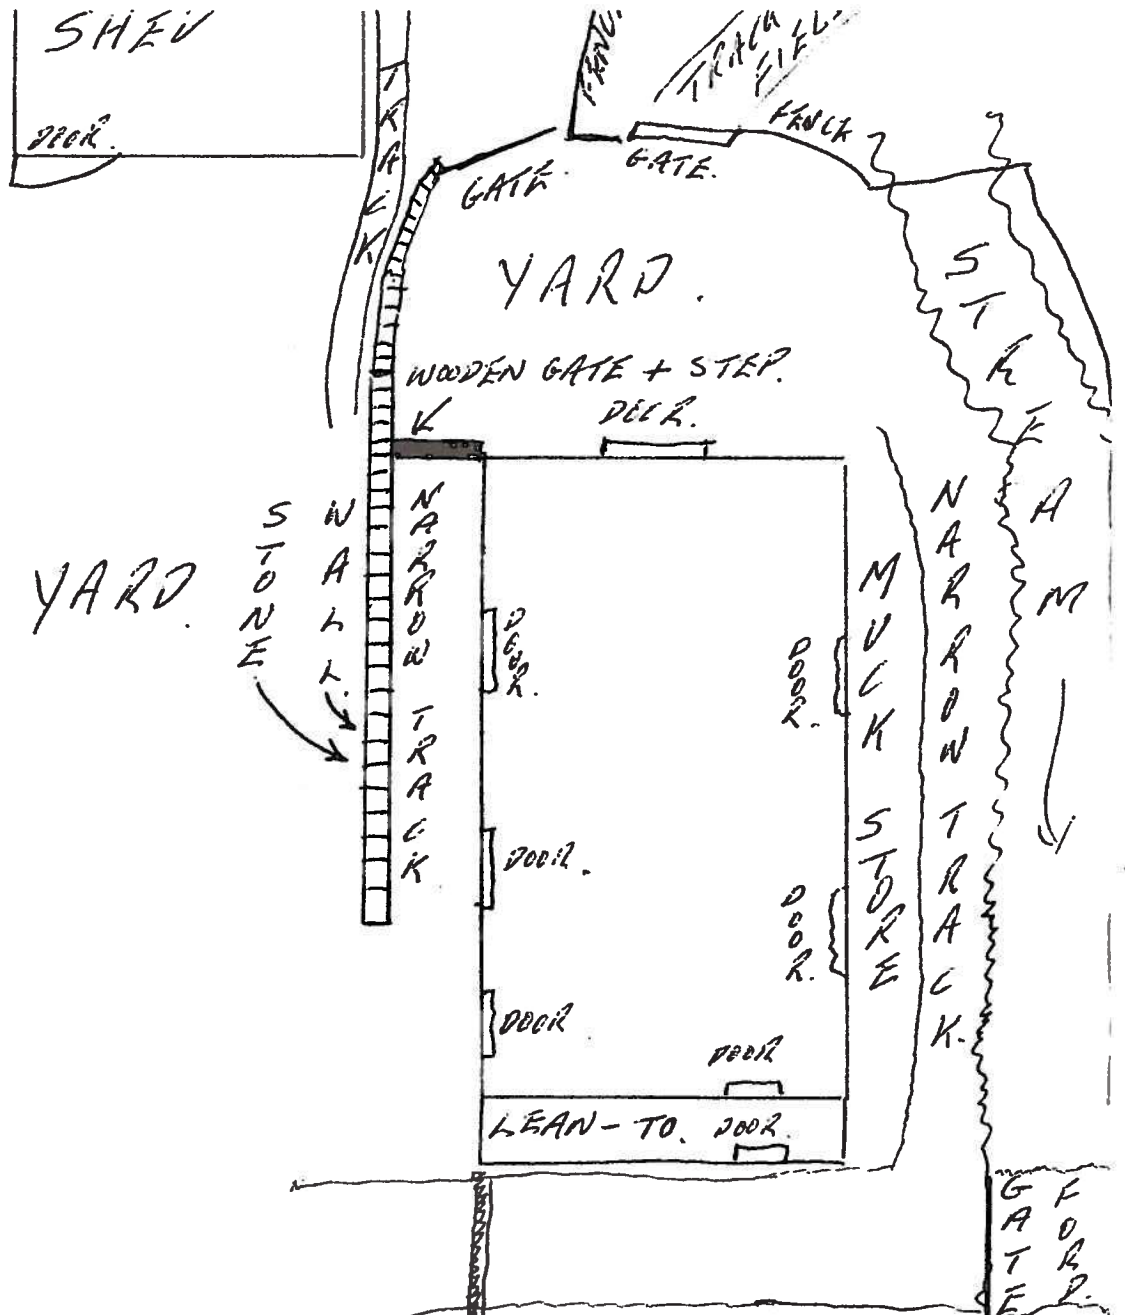 SHED
DOOR.
TRACK
FENCE
TRACK
FIELD
FENCE
GATE.
GATE.
YARD.
STREAM
WOODEN GATE + STEP.
DOOR.
YARD.
STONE
WALL.
NARROW TRACK
DOOR.
DOOR.
MUCK STORE
NARROW TRACK.
DOOR.
DOOR.
DOOR
DOOR
LEAN-TO.
DOOR.
GATE
FORD.